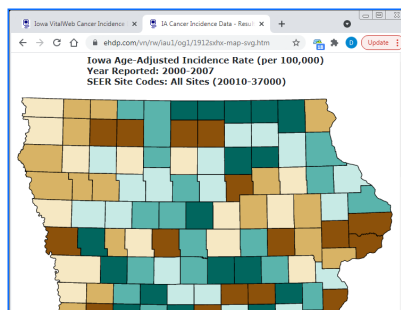 Iowa VitalWeb Cancer Incidence
IA Cancer Incidence Data - Resul
ehdp.com/vn/rw/iau1/og1/1912sxhx-map-svg.htm
Update
Iowa Age-Adjusted Incidence Rate (per 100,000)
Year Reported: 2000-2007
SEER Site Codes: All Sites (20010-37000)